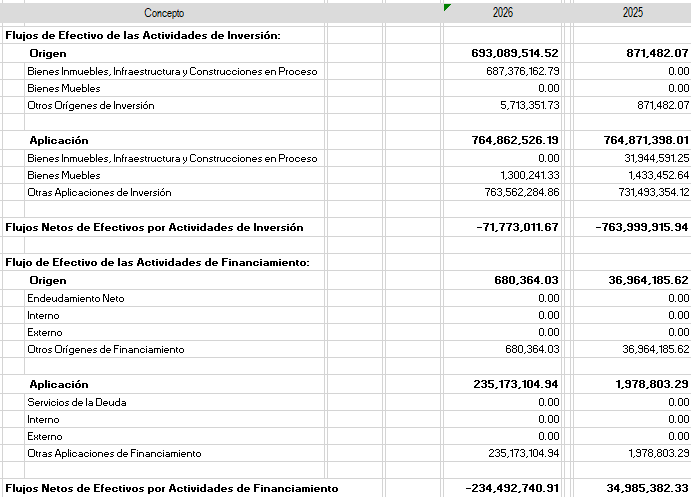 Concepto 2026 2025
Flujos de Efectivo de las Actividades de Inversión:
Origen 693,089,514.52 871,482.07
Bienes Inmuebles, Infraestructura y Construcciones en Proceso 687,376,162.79 0.00
Bienes Muebles 0.00 0.00
Otros Orígenes de Inversión 5,713,351.73 871,482.07
Aplicación 764,862,526.19 764,871,398.01
Bienes Inmuebles, Infraestructura y Construcciones en Proceso 0.00 31,944,591.25
Bienes Muebles 1,300,241.33 1,433,452.64
Otras Aplicaciones de Inversión 763,562,284.86 731,493,354.12
Flujos Netos de Efectivos por Actividades de Inversión -71,773,011.67 -763,999,915.94
Flujo de Efectivo de las Actividades de Financiamiento:
Origen 680,364.03 36,964,185.62
Endeudamiento Neto 0.00 0.00
Interno 0.00 0.00
Externo 0.00 0.00
Otros Orígenes de Financiamiento 680,364.03 36,964,185.62
Aplicación 235,173,104.94 1,978,803.29
Servicios de la Deuda 0.00 0.00
Interno 0.00 0.00
Externo 0.00 0.00
Otras Aplicaciones de Financiamiento 235,173,104.94 1,978,803.29
Flujos Netos de Efectivos por Actividades de Financiamiento -234,492,740.91 34,985,382.33